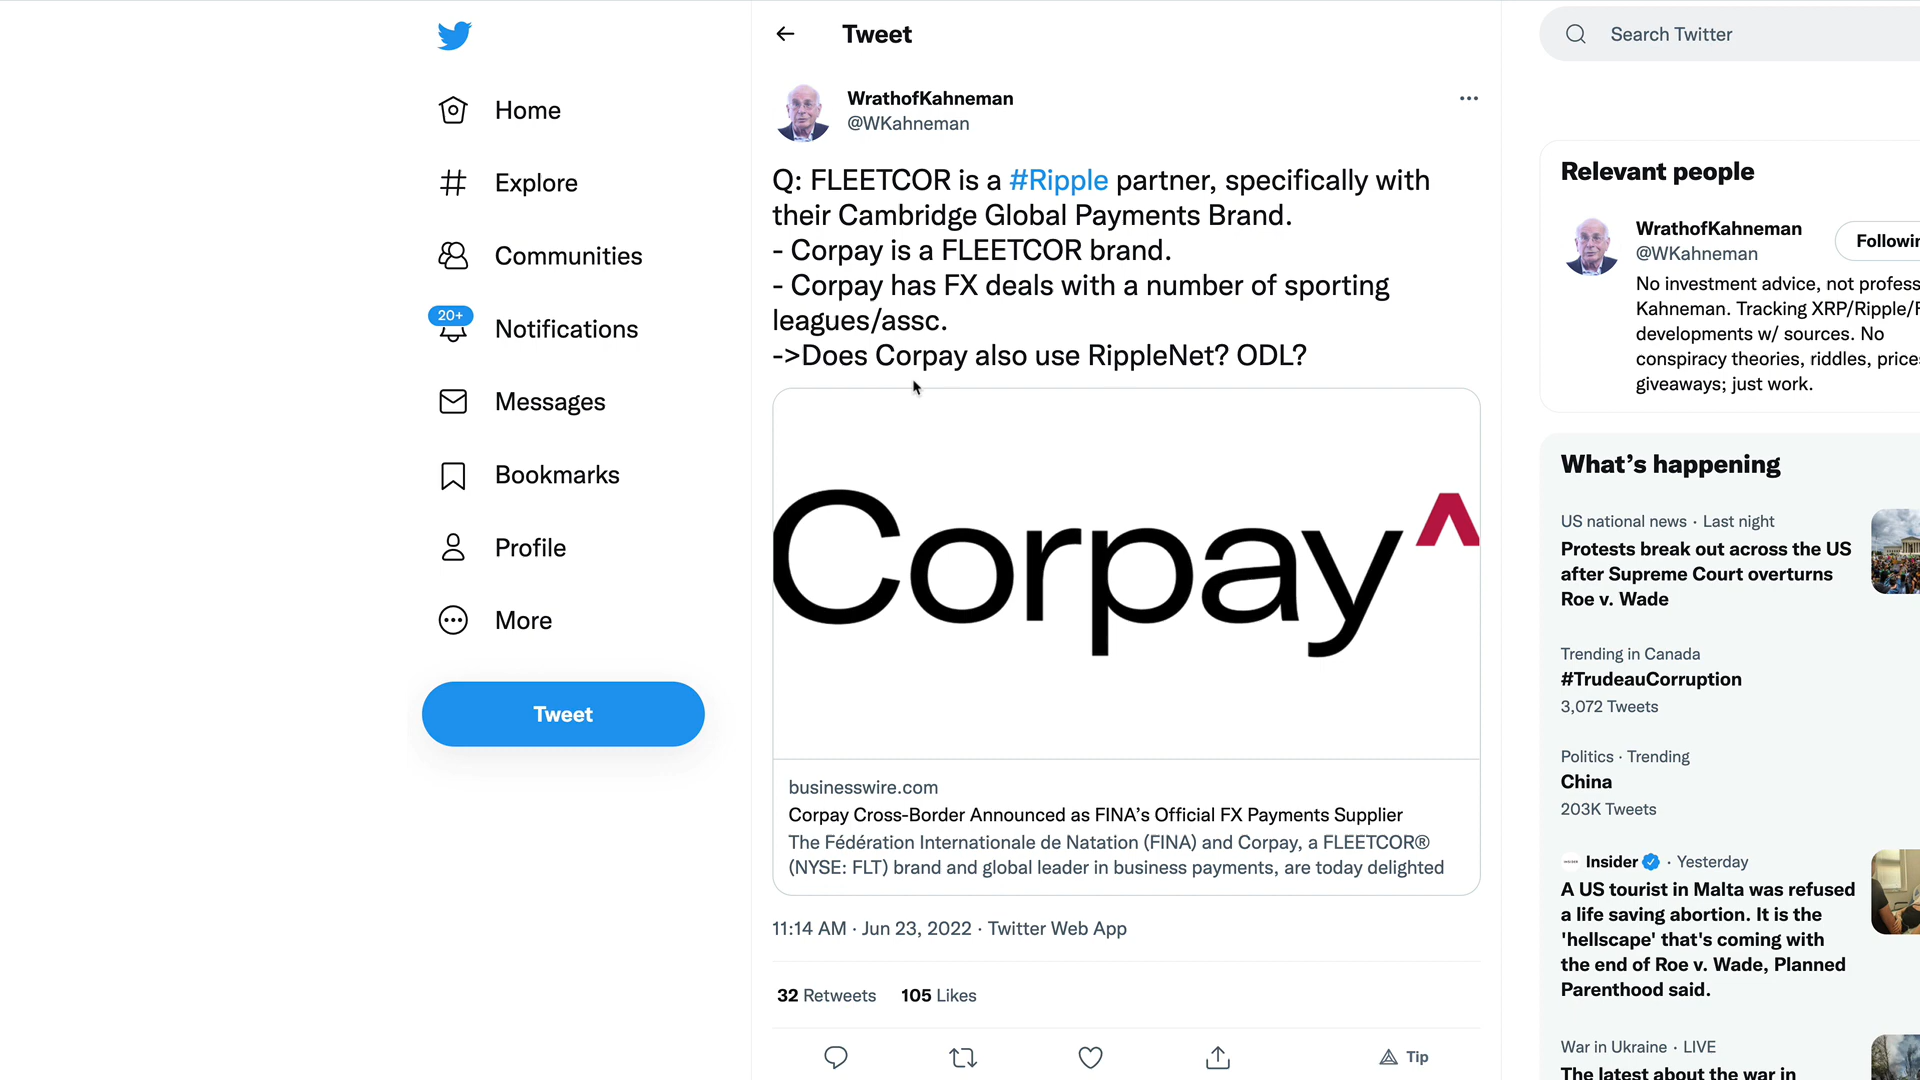 Home
Explore
Communities
20+
Notifications
Messages
Bookmarks
Profile
More
Tweet
Tweet
WrathofKahneman
@WKahneman
Q: FLEETCOR is a #Ripple partner, specifically with
their Cambridge Global Payments Brand.
- Corpay is a FLEETCOR brand.
- Corpay has FX deals with a number of sporting
leagues/assc.
->Does Corpay also use RippleNet? ODL?
Corpay^
businesswire.com
Corpay Cross-Border Announced as FINA’s Official FX Payments Supplier
The Fédération Internationale de Natation (FINA) and Corpay, a FLEETCOR®
(NYSE: FLT) brand and global leader in business payments, are today delighted
11:14 AM · Jun 23, 2022 · Twitter Web App
32 Retweets 105 Likes
Tip
Search Twitter
Relevant people
WrathofKahneman
@WKahneman
Followin
No investment advice, not profess
Kahneman. Tracking XRP/Ripple/
developments w/ sources. No
conspiracy theories, riddles, price
giveaways; just work.
What’s happening
US national news · Last night
Protests break out across the US
after Supreme Court overturns
Roe v. Wade
Trending in Canada
#TrudeauCorruption
3,072 Tweets
Politics · Trending
China
203K Tweets
Insider · Yesterday
A US tourist in Malta was refused
a life saving abortion. It is the
'hellscape' that's coming with
the end of Roe v. Wade, Planned
Parenthood said.
War in Ukraine · LIVE
The latest about the war in